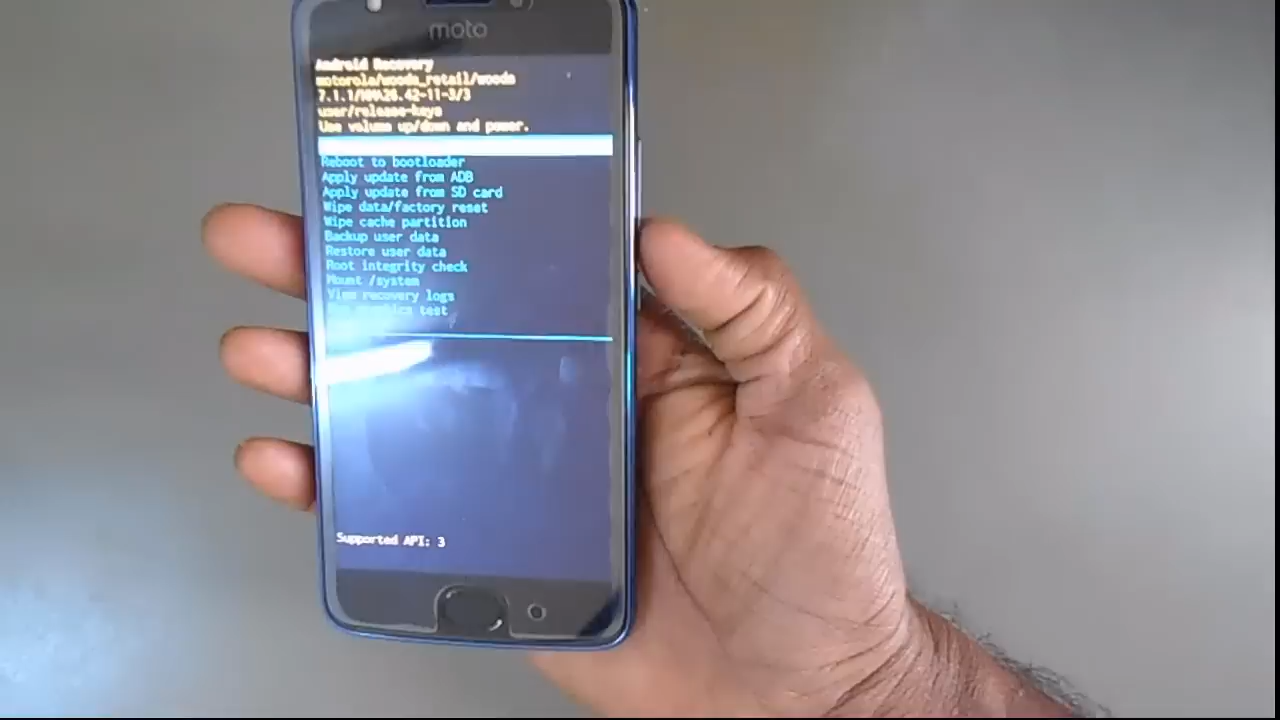 moto
Android Recovery
motorola/woods_retail/woods
7.1.1/NMA26.42-11-3/3
user/release-keys
Use volume up/down and power.
Reboot to bootloader
Apply update from ADB
Apply update from SD card
Wipe data/factory reset
Wipe cache partition
Backup user data
Restore user data
Root integrity check
Mount /system
View recovery logs
test
Supported API: 3